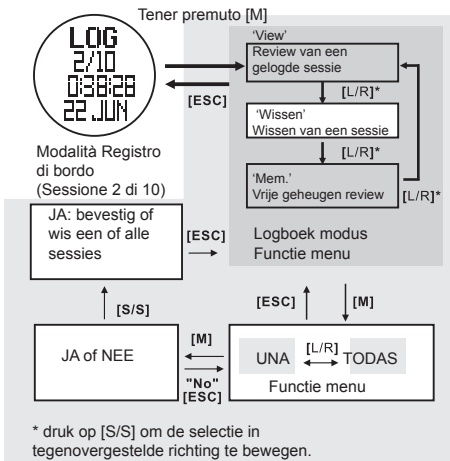 Tener premuto [M]
LOG
2/10
0:38:28
22 JUN
[ESC]
Modalità Registro
di bordo
(Sessione 2 di 10)
'View'
Review van een
gelogde sessie
[L/R]*
'Wissen'
Wissen van een sessie
[L/R]*
'Mem.'
Vrije geheugen review
[L/R]*
Logboek modus
Functie menu
JA: bevestig of
wis een of alle
sessies
[ESC]
[S/S]
[ESC]
[M]
JA of NEE
[M]
"No"
[ESC]
UNA [L/R] TODAS
Functie menu
* druk op [S/S] om de selectie in
tegenovergestelde richting te bewegen.